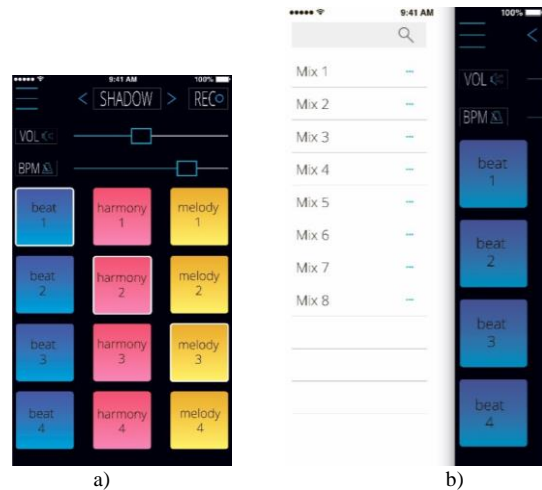 9:41 AM 100%
< SHADOW > REC
VOL
BPM
beat 1
harmony 1
melody 1
beat 2
harmony 2
melody 2
beat 3
harmony 3
melody 3
beat 4
harmony 4
melody 4
a)
9:41 AM 100%
<
Mix 1
Mix 2
Mix 3
Mix 4
Mix 5
Mix 6
Mix 7
Mix 8
VOL
BPM
beat 1
beat 2
beat 3
beat 4
b)